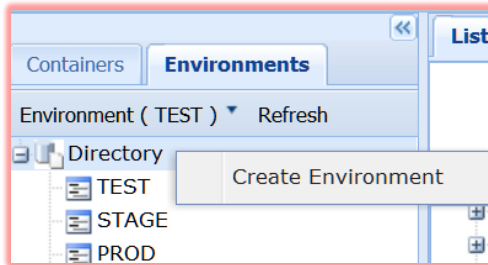 «
List
Containers Environments
Environment ( TEST ) Refresh
Directory
Create Environment
TEST
STAGE
PROD